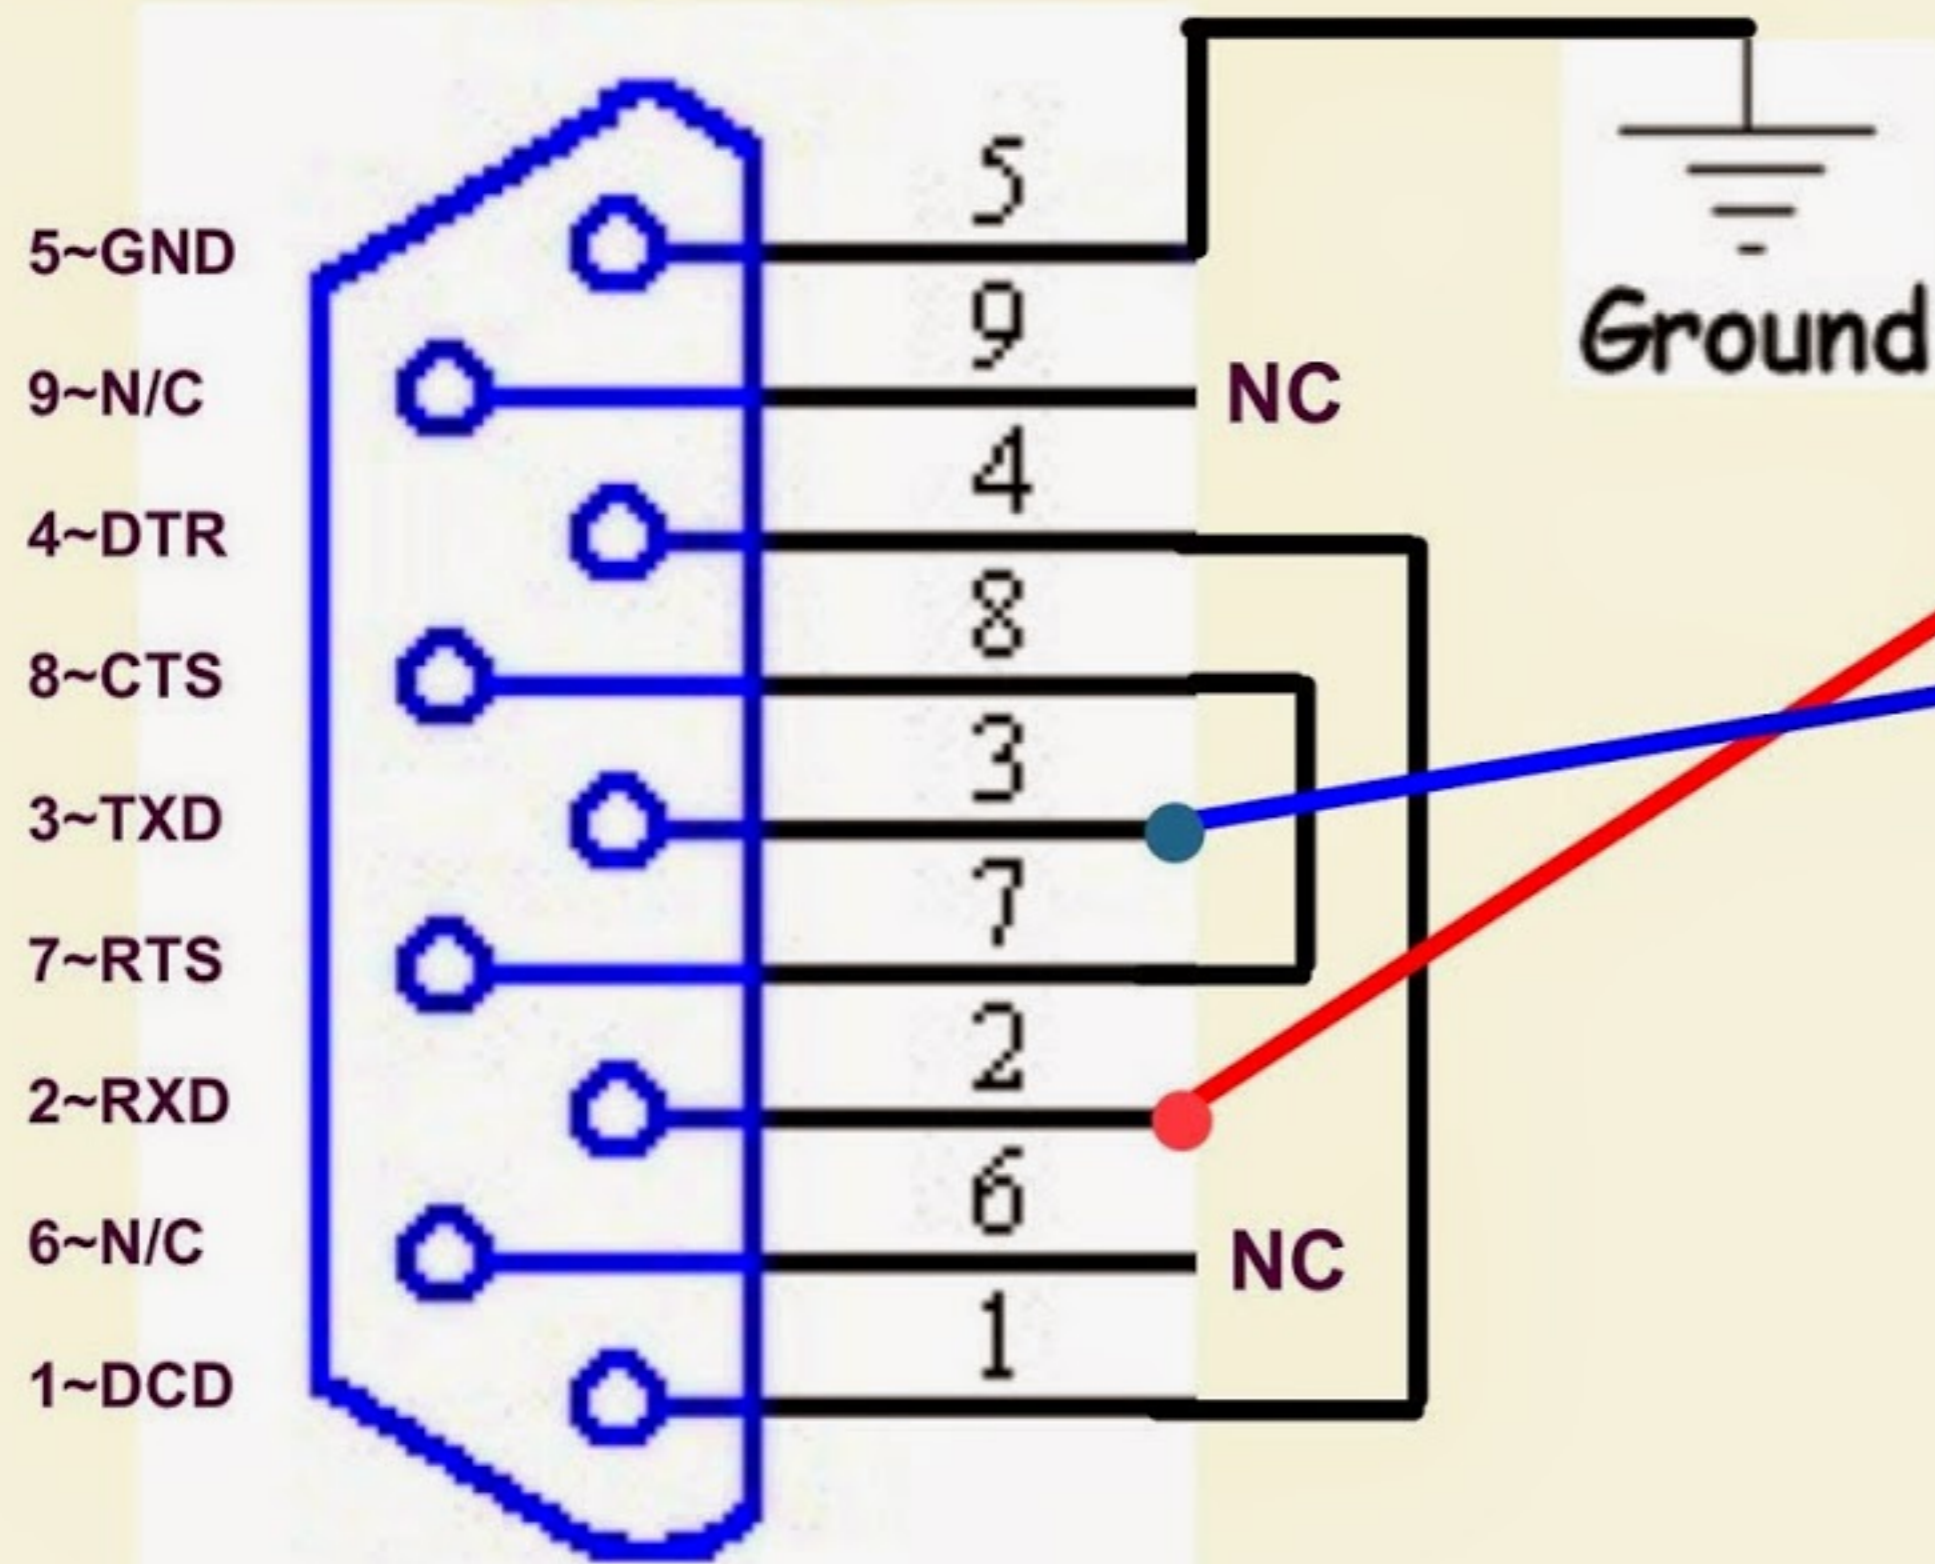 5
5~GND
9
Ground
9~N/C
NC
4
4~DTR
8
8~CTS
3
3~TXD
7
7~RTS
2
2~RXD
6
6~N/C
NC
1
1~DCD